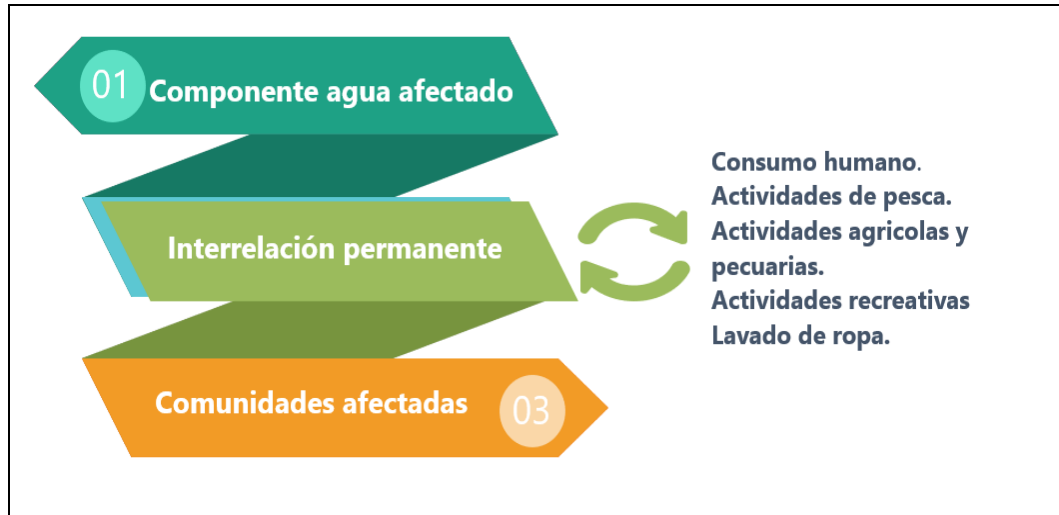 01 Componente agua afectado
Interrelación permanente
Consumo humano.
Actividades de pesca.
Actividades agricolas y
pecuarias.
Actividades recreativas
Lavado de ropa.
Comunidades afectadas 03